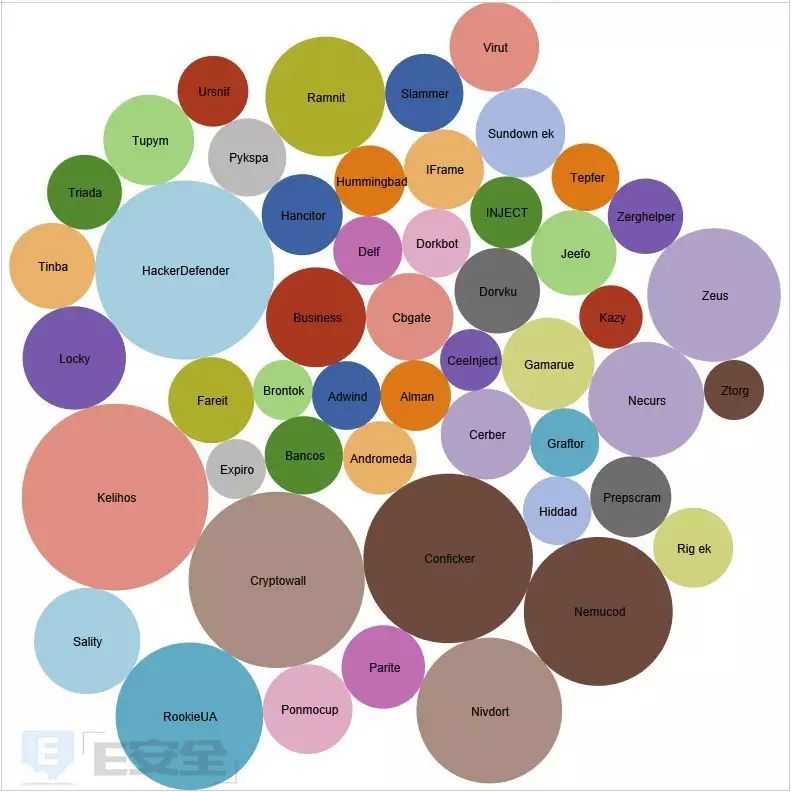 Virut
Ursnif
Ramnit
Slammer
Tupym
Pykspa
Sundown ek
IFrame
Tepfer
Hummingbad
Triada
Hancitor
INJECT
Zerghelper
Delf
Dorkbot
Jeefo
Tinba
HackerDefender
Dorvku
Zeus
Business
Cbgate
Kazy
Locky
CeeInject
Gamarue
Fareit
Brontok
Adwind
Alman
Necurs
Ztorg
Cerber
Graftor
Expiro
Bancos
Andromeda
Kelihos
Hiddad
Prepscram
Rig ek
Cryptowall
Conficker
Nemucod
Sality
Parite
RookieUA
Ponmocup
Nivdort
E
E安全